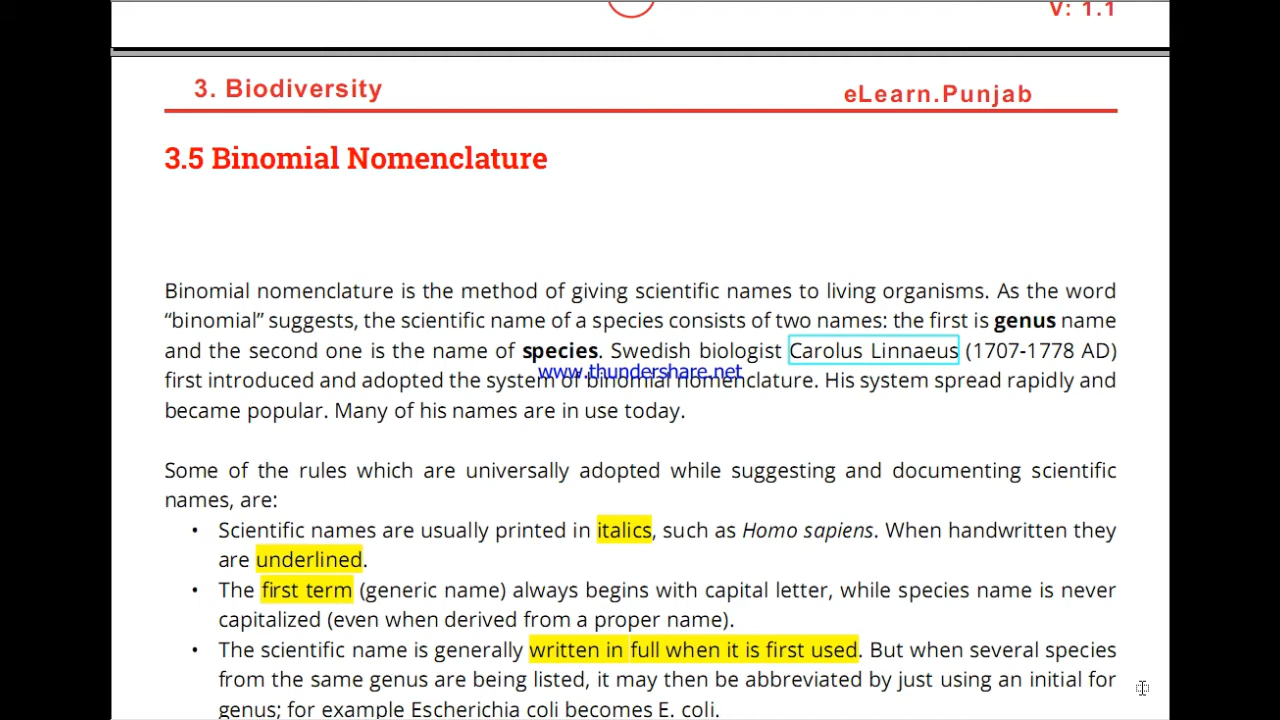 V: 1.1
3. Biodiversity
eLearn.Punjab
3.5 Binomial Nomenclature
Binomial nomenclature is the method of giving scientific names to living organisms. As the word
“binomial” suggests, the scientific name of a species consists of two names: the first is genus name
and the second one is the name of species. Swedish biologist Carolus Linnaeus (1707-1778 AD)
www.thundershare.net
first introduced and adopted the system of binomial nomenclature. His system spread rapidly and
became popular. Many of his names are in use today.
Some of the rules which are universally adopted while suggesting and documenting scientific
names, are:
• Scientific names are usually printed in italics, such as Homo sapiens. When handwritten they
are underlined.
• The first term (generic name) always begins with capital letter, while species name is never
capitalized (even when derived from a proper name).
• The scientific name is generally written in full when it is first used. But when several species
from the same genus are being listed, it may then be abbreviated by just using an initial for
genus; for example Escherichia coli becomes E. coli.